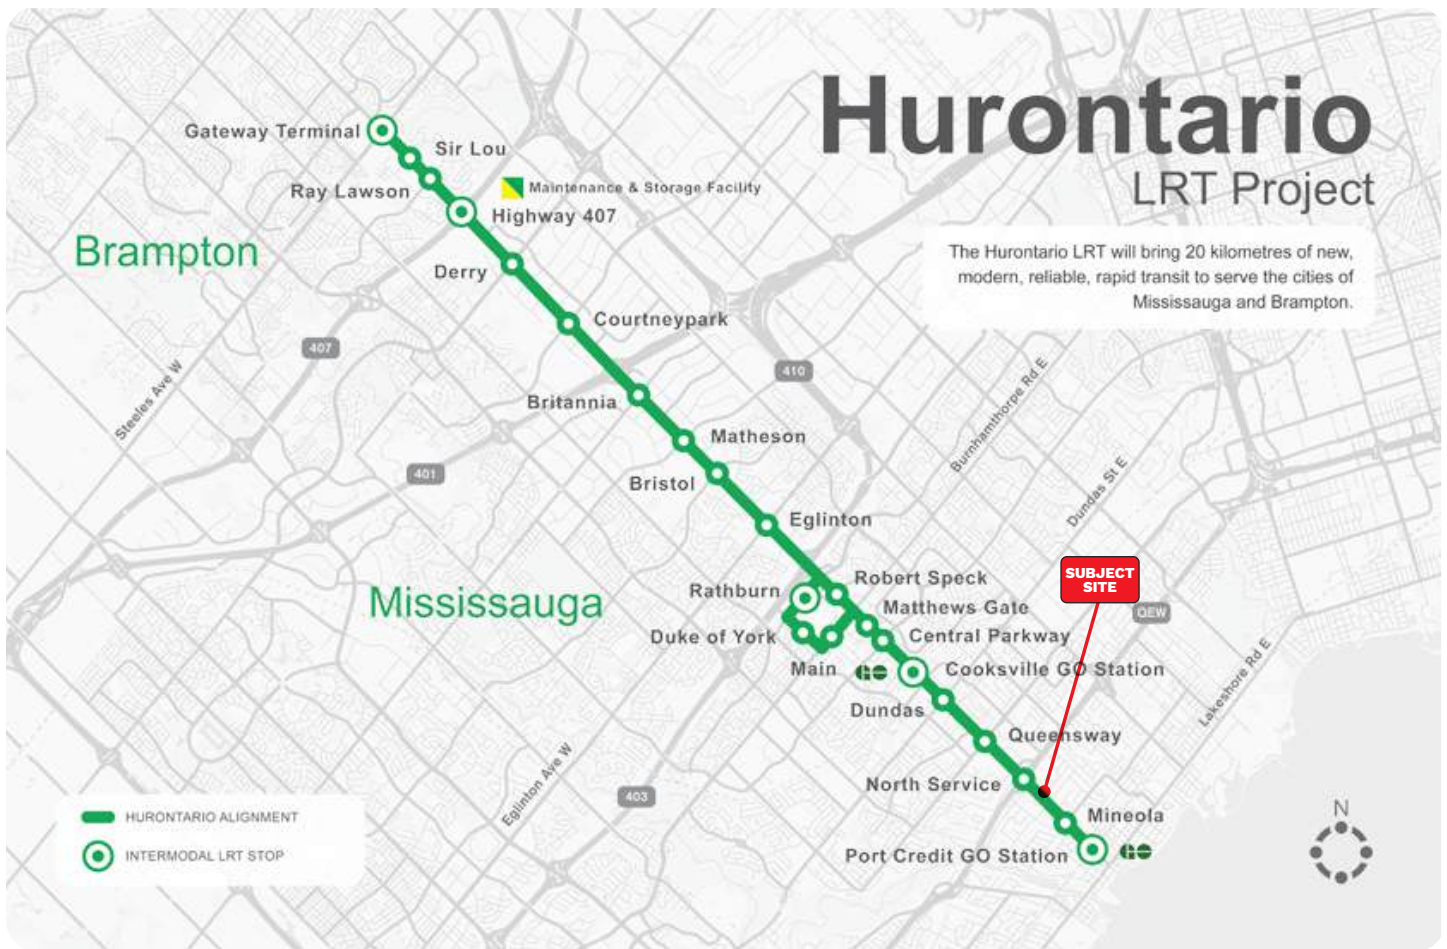 Hurontario
LRT Project
The Hurontario LRT will bring 20 kilometres of new,
modern, reliable, rapid transit to serve the cities of
Mississauga and Brampton.
Gateway Terminal
Sir Lou
Ray Lawson
Maintenance & Storage Facility
Highway 407
Brampton
Derry
Courtneypark
407
410
Steeles Ave W
Burnhamthorpe Rd E
Britannia
Matheson
401
Bristol
Dundas St E
Eglinton
SUBJECT
SITE
Robert Speck
Rathburn
Mississauga
Matthews Gate
QEW
Duke of York
Central Parkway
Main
GO
Cooksville GO Station
Lakeshore Rd E
Dundas
Queensway
Eglinton Ave W
403
North Service
Mineola
Port Credit GO Station
GO
HURONTARIO ALIGNMENT
INTERMODAL LRT STOP
N